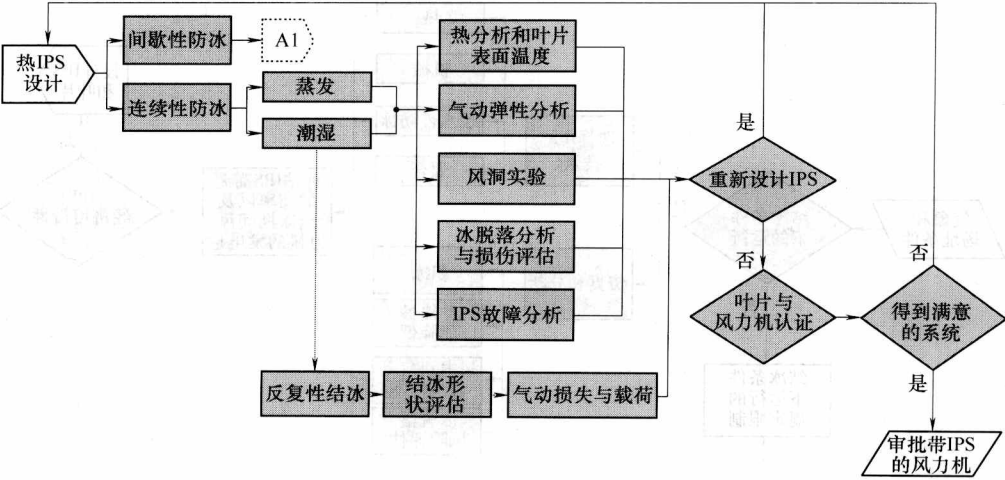 热IPS
设计
间歇性防冰
A1
连续性防冰
蒸发
潮湿
热分析和叶片
表面温度
气动弹性分析
风洞实验
冰脱落分析
与损伤评估
IPS故障分析
反复性结冰
结冰形
状评估
气动损失与载荷
是
重新设计IPS
否
叶片与
风力机认证
否
得到满意
的系统
是
审批带IPS
的风力机